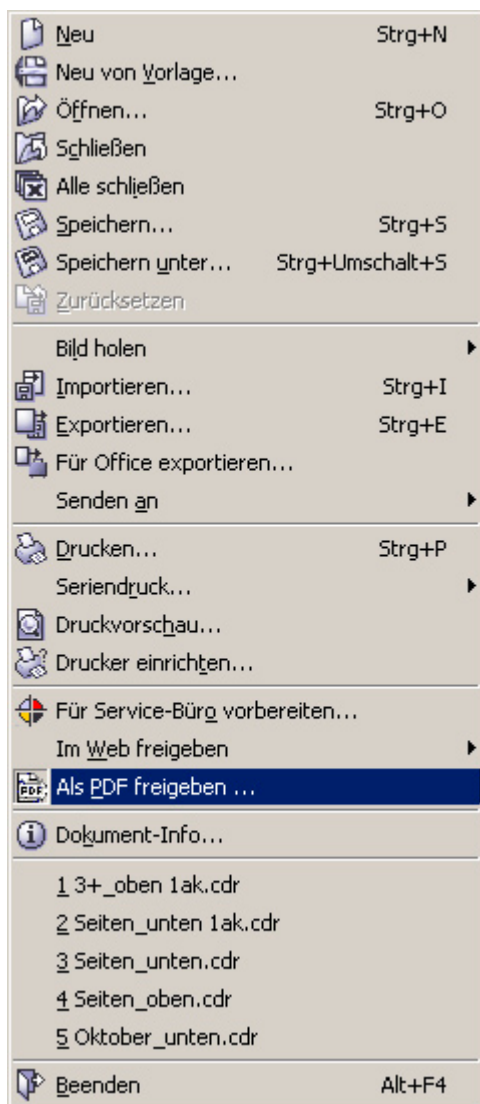 Neu Strg+N
Neu von Vorlage...
Öffnen... Strg+O
Schließen
Alle schließen
Speichern... Strg+S
Speichern unter... Strg+Umschalt+S
Zurücksetzen
Bild holen
Importieren... Strg+I
Exportieren... Strg+E
Für Office exportieren...
Senden an
Drucken... Strg+P
Seriendruck...
Druckvorschau...
Drucker einrichten...
Für Service-Büro vorbereiten...
Im Web freigeben
PDF Als PDF freigeben ...
Dokument-Info...
1 3+_oben 1ak.cdr
2 Seiten_unten 1ak.cdr
3 Seiten_unten.cdr
4 Seiten_oben.cdr
5 Oktober_unten.cdr
Beenden Alt+F4